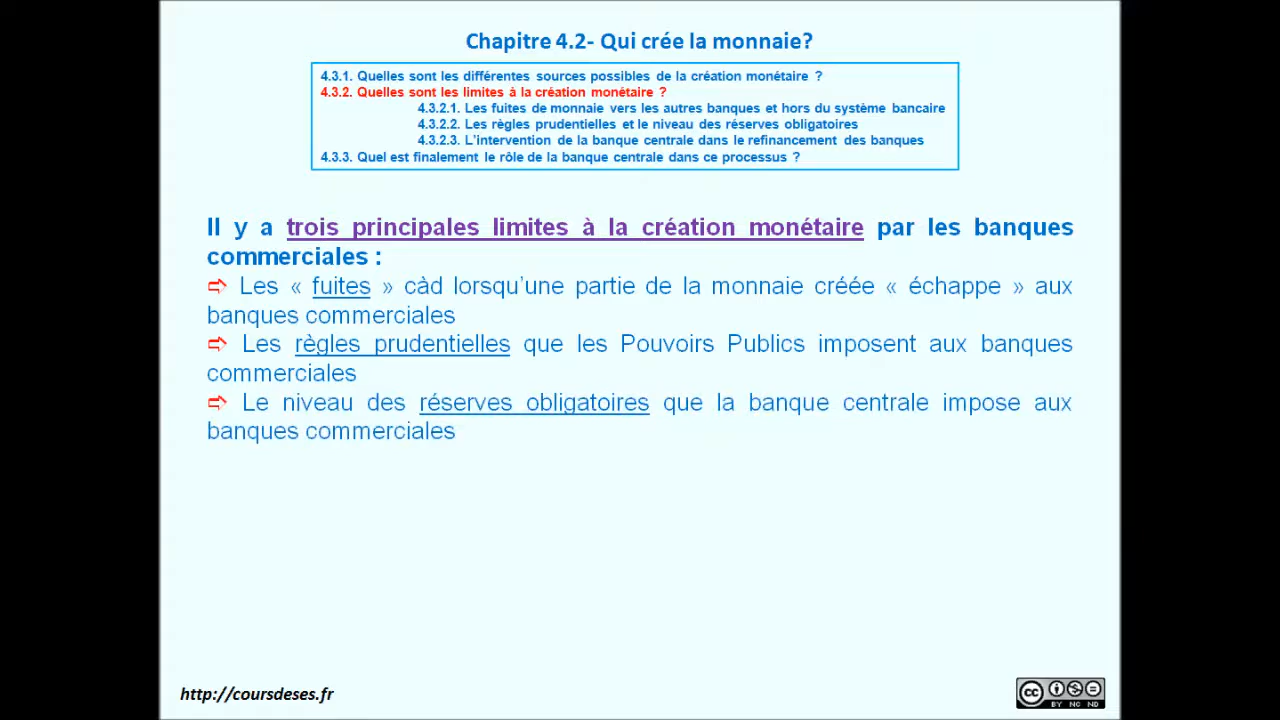 Chapitre 4.2- Qui crée la monnaie?
4.3.1. Quelles sont les différentes sources possibles de la création monétaire ?
4.3.2. Quelles sont les limites à la création monétaire ?
4.3.2.1. Les fuites de monnaie vers les autres banques et hors du système bancaire
4.3.2.2. Les règles prudentielles et le niveau des réserves obligatoires
4.3.2.3. L'intervention de la banque centrale dans le refinancement des banques
4.3.3. Quel est finalement le rôle de la banque centrale dans ce processus ?
Il y a trois principales limites à la création monétaire par les banques
commerciales :
⇨ Les « fuites » càd lorsqu'une partie de la monnaie créée « échappe » aux
banques commerciales
⇨ Les règles prudentielles que les Pouvoirs Publics imposent aux banques
commerciales
⇨ Le niveau des réserves obligatoires que la banque centrale impose aux
banques commerciales
http://coursdeses.fr
cc
BY NC ND